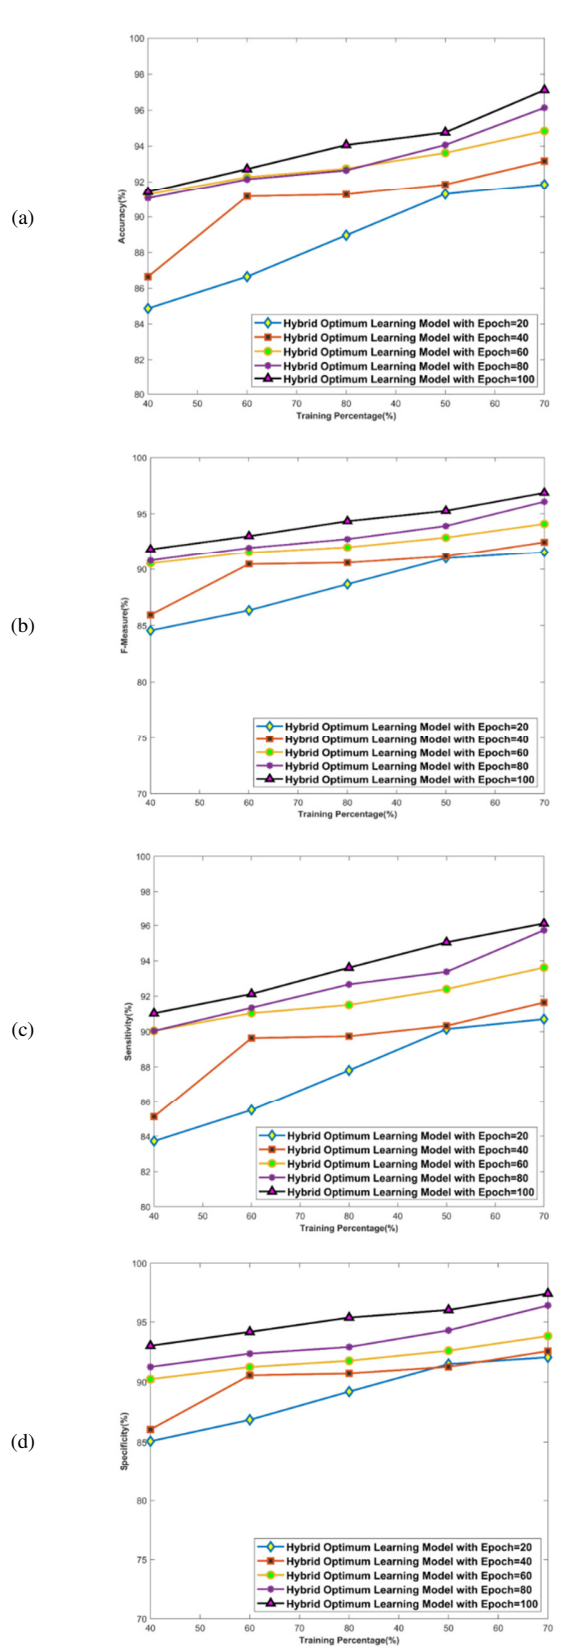 100
98
96
94
92
(a)
90
Accuracy(%)
88
86
84
Hybrid Optimum Learning Model with Epoch=20
Hybrid Optimum Learning Model with Epoch=40
82
Hybrid Optimum Learning Model with Epoch=60
Hybrid Optimum Learning Model with Epoch=80
Hybrid Optimum Learning Model with Epoch=100
80
40 50 60 70 80 40 50 60 70
Training Percentage(%)
100
95
90
(b)
85
F-Measure(%)
80
75
Hybrid Optimum Learning Model with Epoch=20
Hybrid Optimum Learning Model with Epoch=40
Hybrid Optimum Learning Model with Epoch=60
Hybrid Optimum Learning Model with Epoch=80
Hybrid Optimum Learning Model with Epoch=100
70
40 50 60 70 80 40 50 60 70
Training Percentage(%)
100
98
96
94
92
(c)
90
Sensitivity(%)
88
86
84
Hybrid Optimum Learning Model with Epoch=20
Hybrid Optimum Learning Model with Epoch=40
82
Hybrid Optimum Learning Model with Epoch=60
Hybrid Optimum Learning Model with Epoch=80
Hybrid Optimum Learning Model with Epoch=100
80
40 50 60 70 80 40 50 60 70
Training Percentage(%)
100
95
90
(d)
85
Specificity(%)
80
75
Hybrid Optimum Learning Model with Epoch=20
Hybrid Optimum Learning Model with Epoch=40
Hybrid Optimum Learning Model with Epoch=60
Hybrid Optimum Learning Model with Epoch=80
Hybrid Optimum Learning Model with Epoch=100
70
40 50 60 70 80 40 50 60 70
Training Percentage(%)